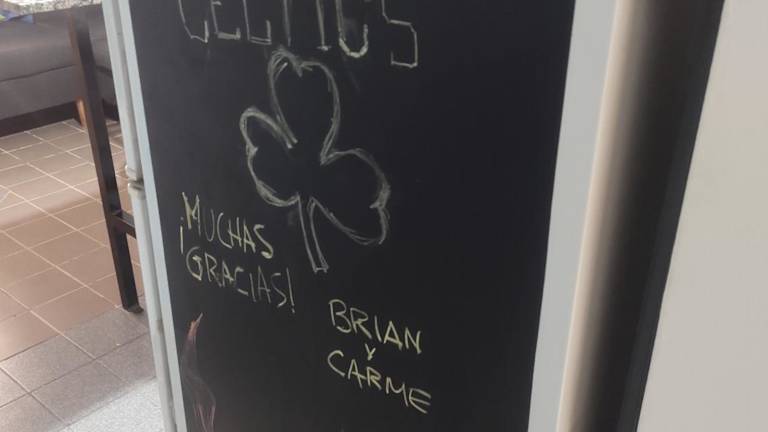 CELTICS
¡MUCHAS
GRACIAS!
BRIAN
Y
CARME